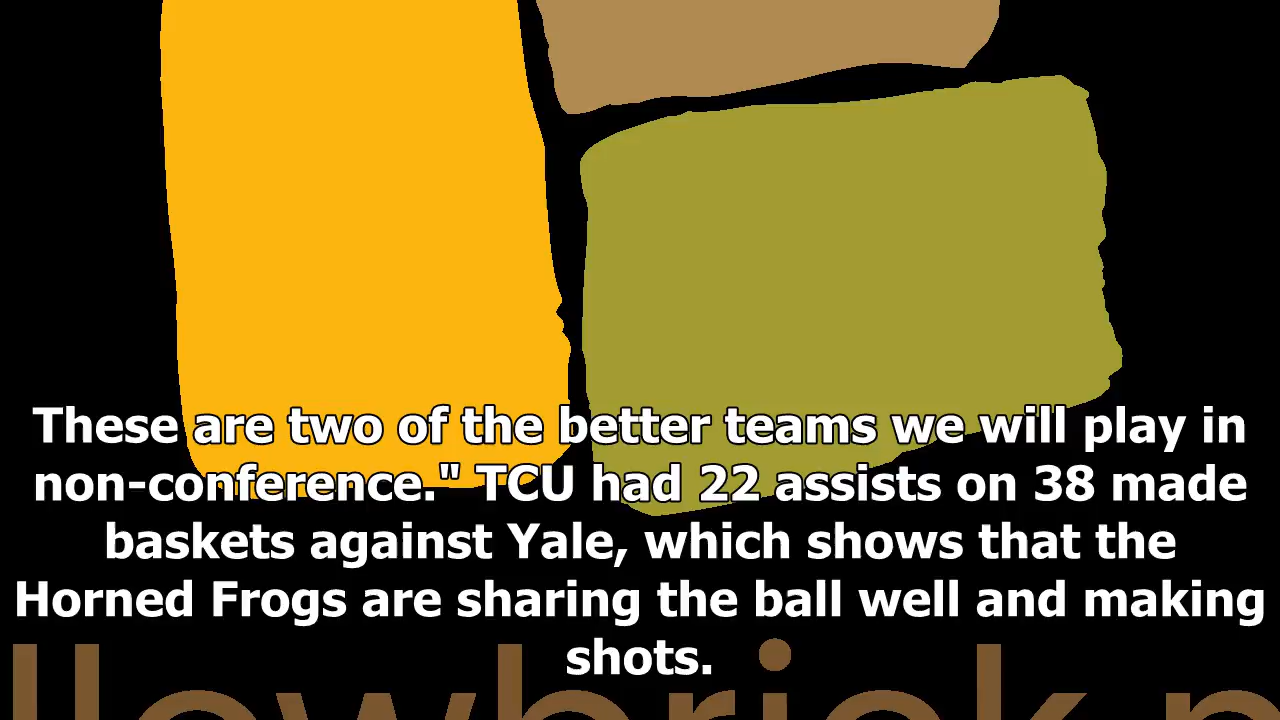 These are two of the better teams we will play in
non-conference." TCU had 22 assists on 38 made
baskets against Yale, which shows that the
Horned Frogs are sharing the ball well and making
shots.
llowbrick